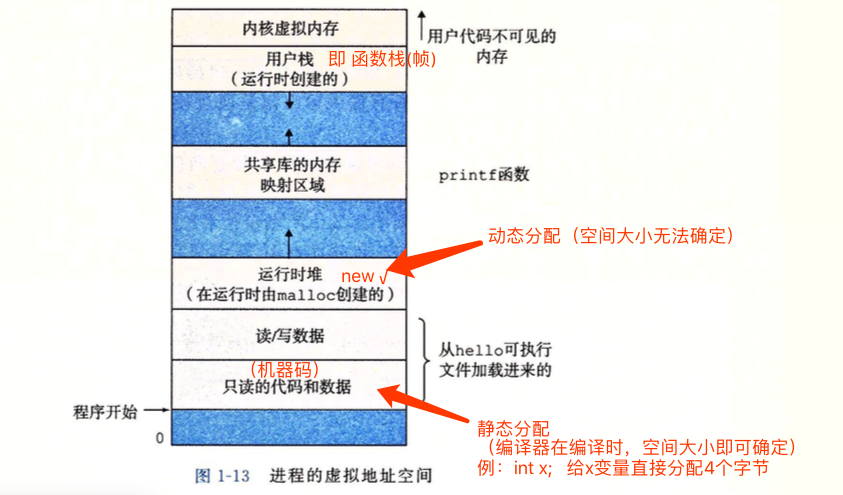 内核虚拟内存
用户代码不可见的
内存
用户栈 即 函数栈(帧)
(运行时创建的)
共享库的内存
映射区域
printf函数
动态分配(空间大小无法确定)
运行时堆 new √
(在运行时由malloc创建的)
读/写数据
从hello可执行
文件加载进来的
(机器码)
只读的代码和数据
程序开始
0
静态分配
(编译器在编译时,空间大小即可确定)
例:int x; 给x变量直接分配4个字节
图 1-13 进程的虚拟地址空间